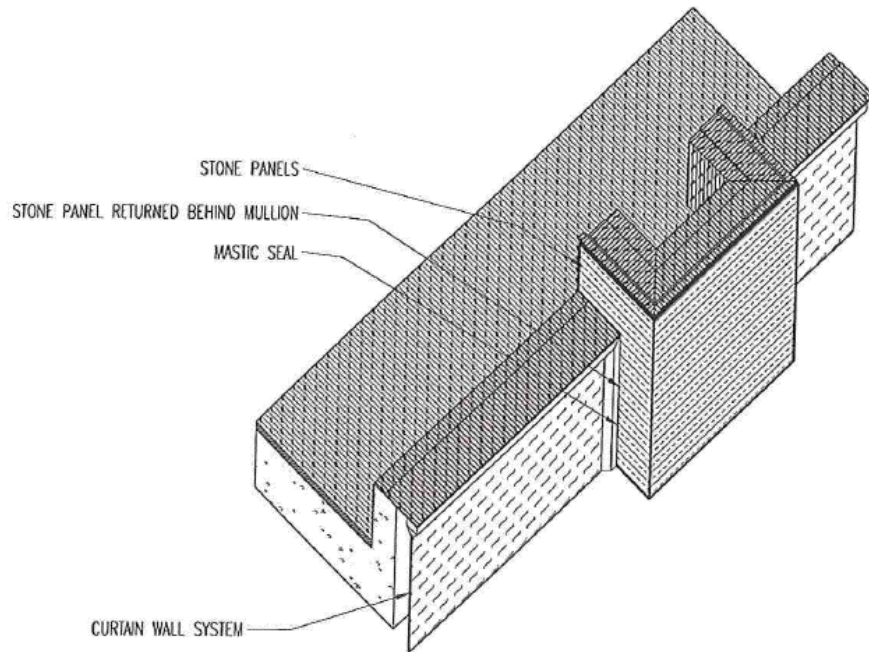 STONE PANELS
STONE PANEL RETURNED BEHIND MULLION
MASTIC SEAL
CURTAIN WALL SYSTEM